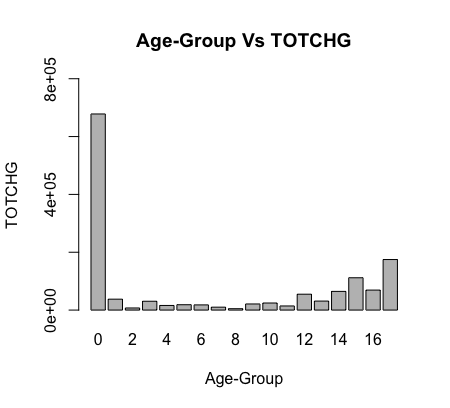 Age-Group Vs TOTCHG
8e+05
4e+05
0e+00
TOTCHG
0 2 4 6 8 10 12 14 16
Age-Group